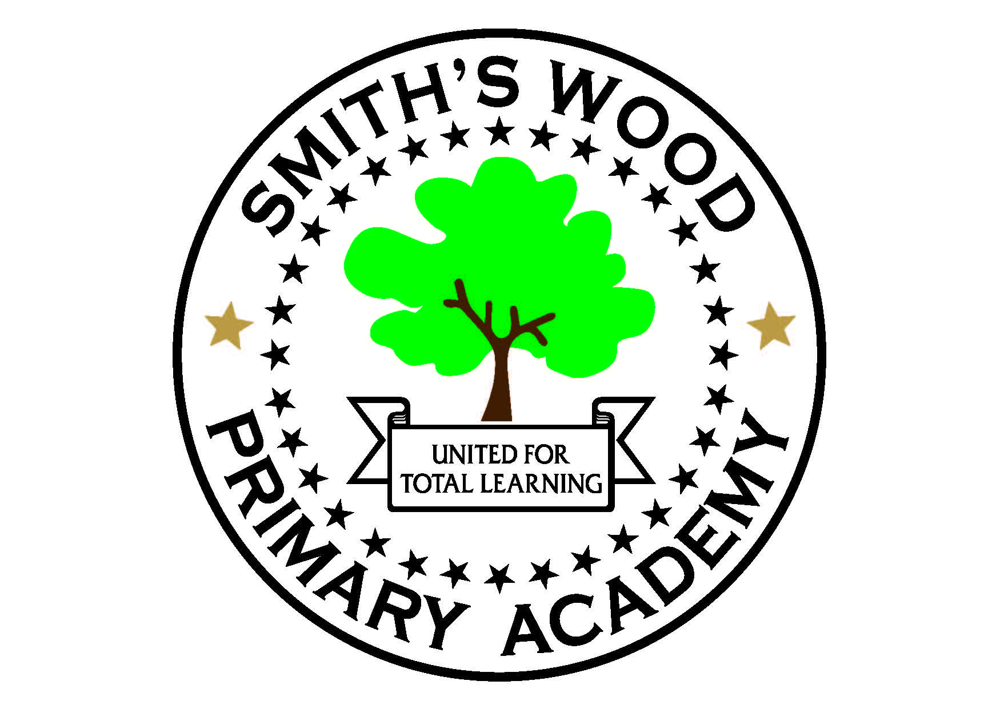 SMITH'S WOOD
UNITED FOR
TOTAL LEARNING
PRIMARY ACADEMY